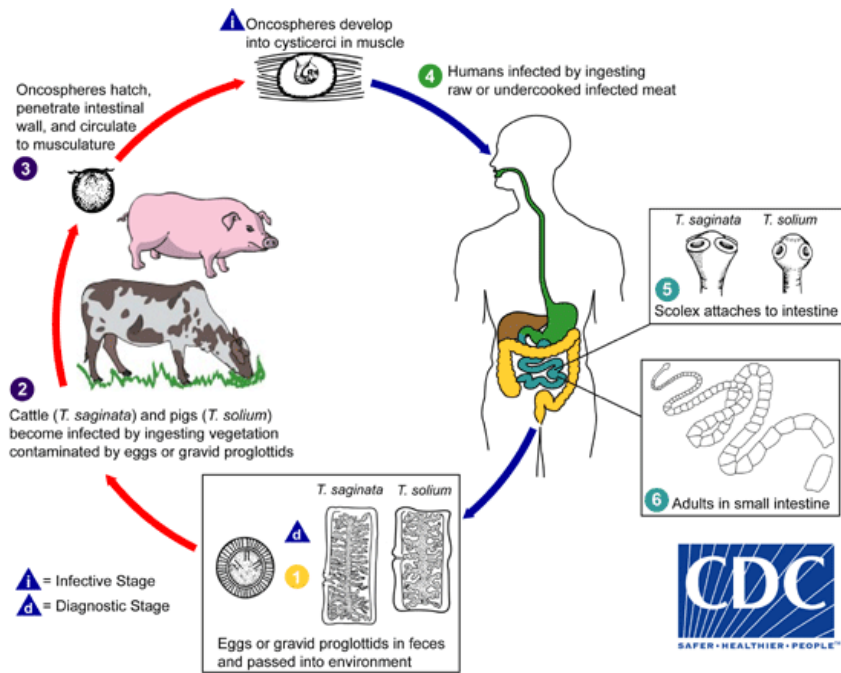 i
Oncospheres develop
into cysticerci in muscle
4
Humans infected by ingesting
raw or undercooked infected meat
Oncospheres hatch,
penetrate intestinal
wall, and circulate
to musculature
3
T. saginata T. solium
5
Scolex attaches to intestine
2
Cattle (T. saginata) and pigs (T. solium)
become infected by ingesting vegetation
contaminated by eggs or gravid proglottids
6
Adults in small intestine
T. saginata T. solium
d
1
Eggs or gravid proglottids in feces
and passed into environment
i = Infective Stage
d = Diagnostic Stage
CDC
SAFER • HEALTHIER • PEOPLE™